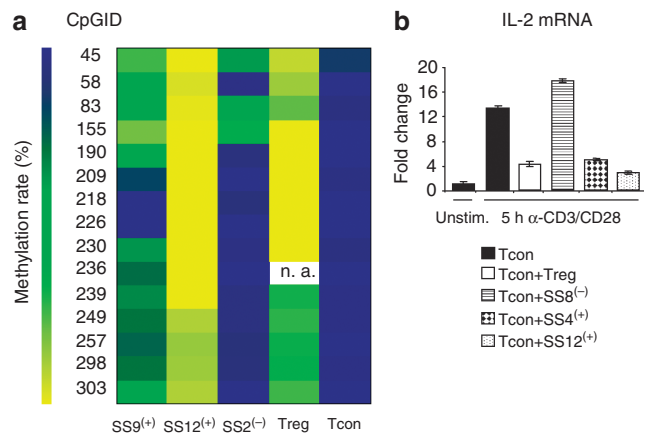 a
CpGID
Methylation rate (%)
45
58
83
155
190
209
218
226
230
236
239
249
257
298
303
n. a.
SS9(+) SS12(+) SS2(−) Treg Tcon
b
IL-2 mRNA
Fold change
20
16
12
8
4
0
Unstim. 5 h α-CD3/CD28
Tcon
Tcon+Treg
Tcon+SS8(−)
Tcon+SS4(+)
Tcon+SS12(+)